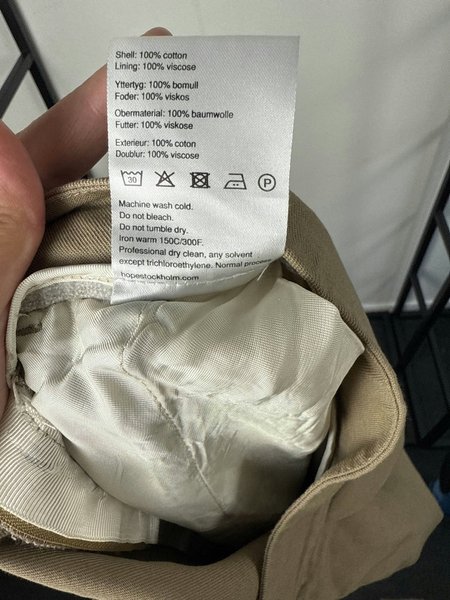 Shell: 100% cotton
Lining: 100% viscose
Yttertyg: 100% bomull
Foder: 100% viskos
Obermaterial: 100% baumwolle
Futter: 100% viskose
Exterieur: 100% coton
Doublur: 100% viscose
30 P
Machine wash cold.
Do not bleach.
Do not tumble dry.
Iron warm 150C/300F.
Professional dry clean, any solvent
except trichloroethylene. Normal process
hopestockholm.com